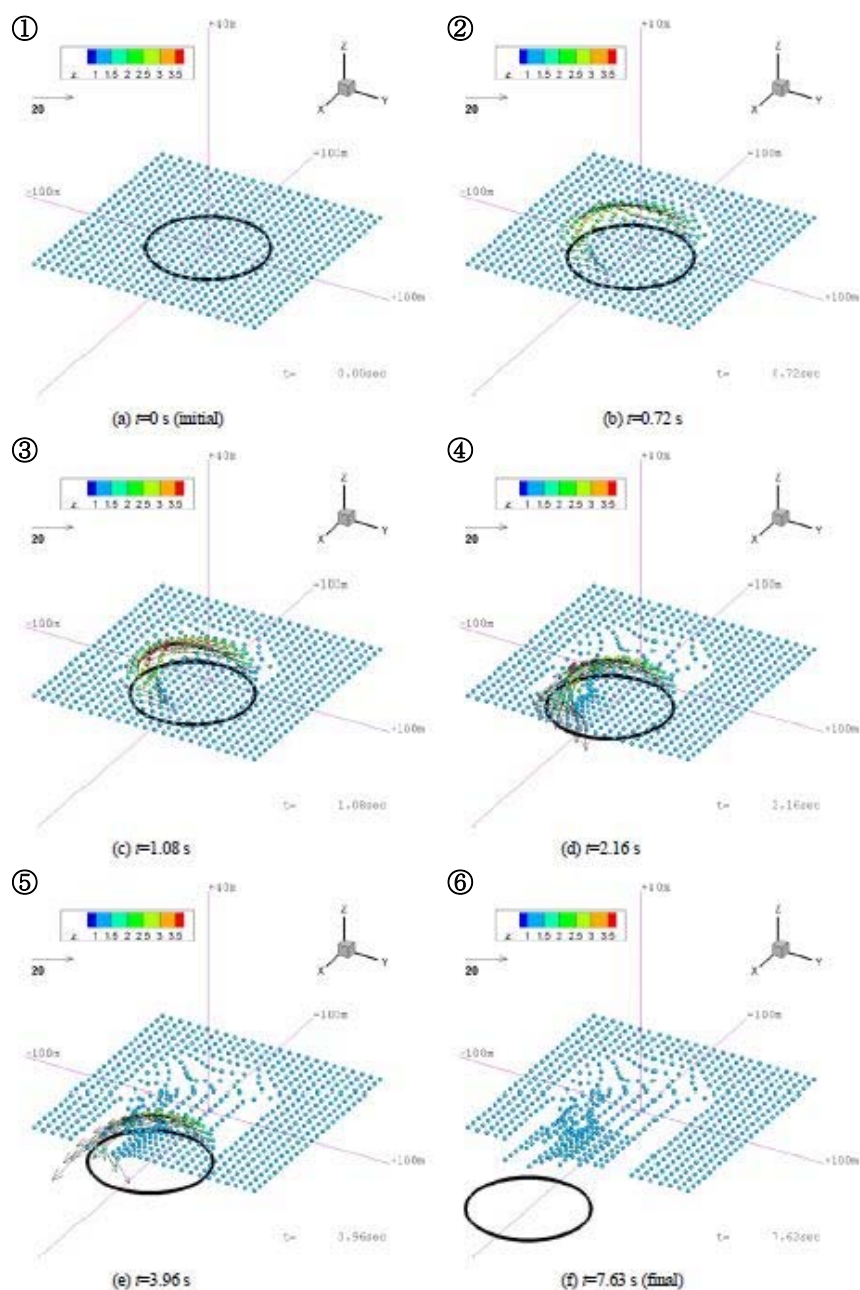 ①
+40m
z
1 1.5 2 2.5 3 3.5
20
Z
X
Y
-100m
-100m
+100m
t= 0.00sec
(a) t=0 s (initial)
②
+40m
z
1 1.5 2 2.5 3 3.5
20
Z
X
Y
-100m
-100m
+100m
t= 0.72sec
(b) t=0.72 s
③
+40m
z
1 1.5 2 2.5 3 3.5
20
Z
X
Y
-100m
-100m
+100m
t= 1.08sec
(c) t=1.08 s
④
+40m
z
1 1.5 2 2.5 3 3.5
20
Z
X
Y
-100m
-100m
+100m
t= 2.16sec
(d) t=2.16 s
⑤
+40m
z
1 1.5 2 2.5 3 3.5
20
Z
X
Y
-100m
-100m
+100m
t= 3.96sec
(e) t=3.96 s
⑥
+40m
z
1 1.5 2 2.5 3 3.5
20
Z
X
Y
-100m
-100m
+100m
t= 7.63sec
(f) t=7.63 s (final)